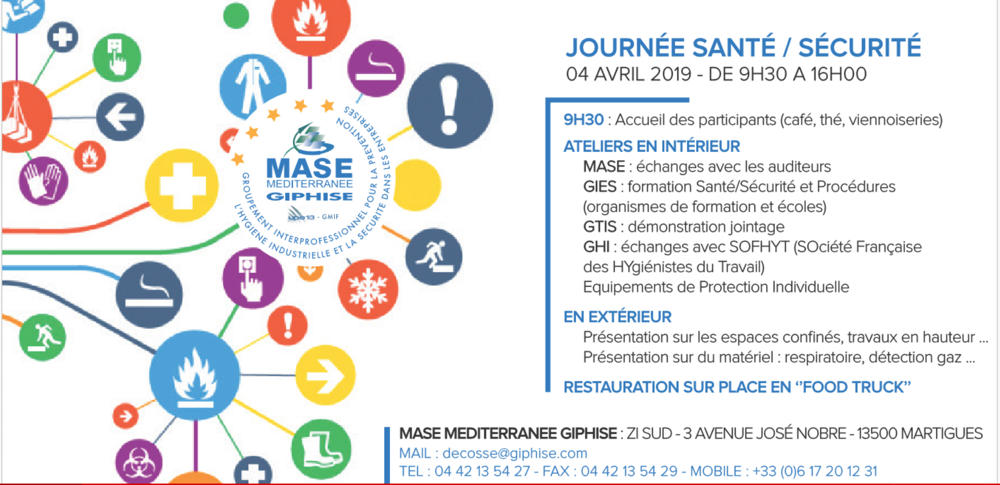 JOURNÉE SANTÉ / SÉCURITÉ
04 AVRIL 2019 - DE 9H30 A 16H00
9H30 : Accueil des participants (café, thé, viennoiseries)
ATELIERS EN INTÉRIEUR
MASE : échanges avec les auditeurs
GIES : formation Santé/Sécurité et Procédures
(organismes de formation et écoles)
GTIS : démonstration jointage
GHI : échanges avec SOFHYT (SOciété Française
des HYgiénistes du Travail)
Equipements de Protection Individuelle
EN EXTÉRIEUR
Présentation sur les espaces confinés, travaux en hauteur ...
Présentation sur du matériel : respiratoire, détection gaz ...
RESTAURATION SUR PLACE EN ‘‘FOOD TRUCK’’
MASE
MEDITERRANEE
GIPHISE
upe13 - GMIF
GROUPEMENT INTERPROFESSIONNEL POUR LA PREVENTION
L'HYGIENE INDUSTRIELLE ET LA SECURITE DANS LES ENTREPRISES
MASE MEDITERRANEE GIPHISE : ZI SUD - 3 AVENUE JOSÉ NOBRE - 13500 MARTIGUES
MAIL : decosse@giphise.com
TEL : 04 42 13 54 27 - FAX : 04 42 13 54 29 - MOBILE : +33 (0)6 17 20 12 31